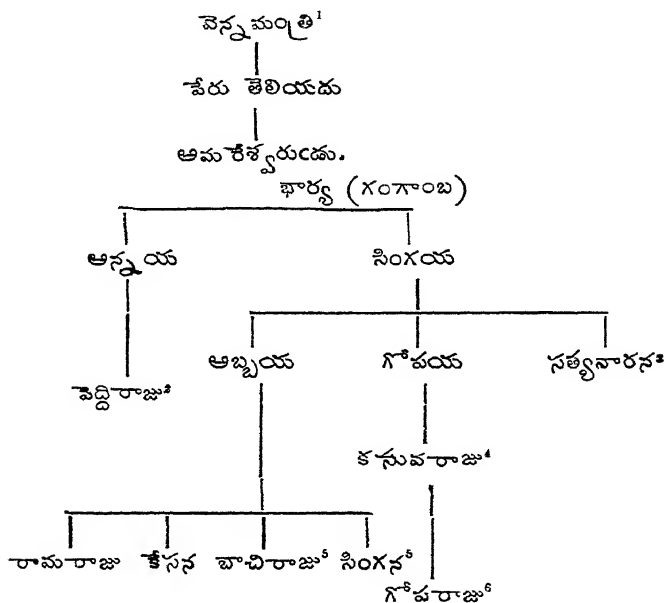 వెన్నమంత్రి¹
పేరు తెలియదు
అమరేశ్వరుఁడు.
భార్య (గంగాంబ)
అన్నయ సింగయ
అబ్బయ గోపయ సత్యనారన³
పెద్దిరాజు²
కసువరాజు⁴
రామరాజు కేసన బాచిరాజు⁵ సింగన⁵
గోపరాజు⁶